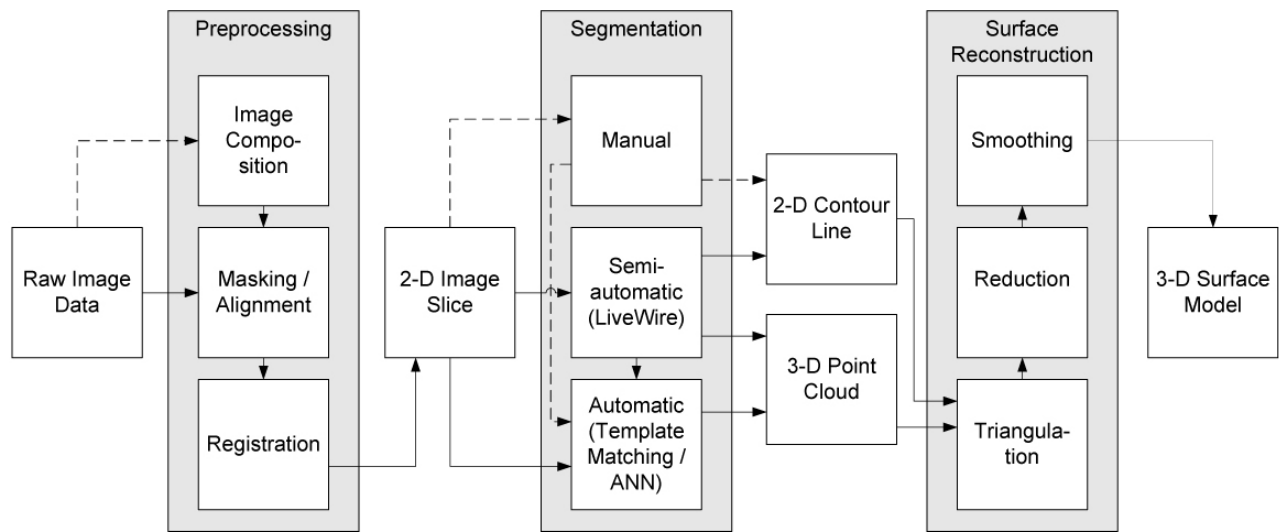 Preprocessing
Image
Compo-
sition
Raw Image
Data
Masking /
Alignment
Registration
2-D Image
Slice
Segmentation
Manual
Semi-
automatic
(LiveWire)
Automatic
(Template
Matching /
ANN)
2-D Contour
Line
3-D Point
Cloud
Surface
Reconstruction
Smoothing
Reduction
Triangula-
tion
3-D Surface
Model